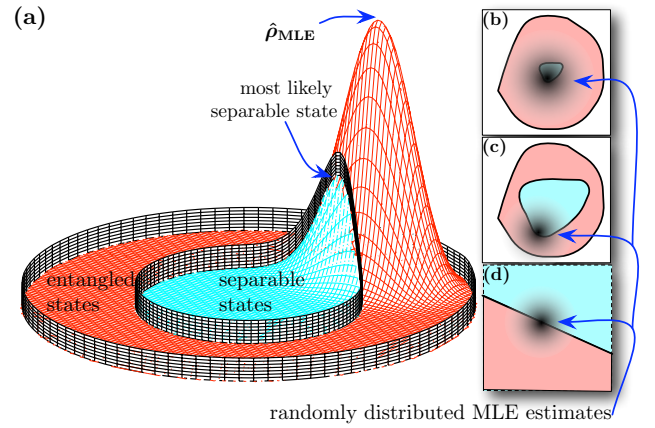 (a)
ρ̂MLE
most likely
separable state
entangled
states
separable
states
(b)
(c)
(d)
randomly distributed MLE estimates